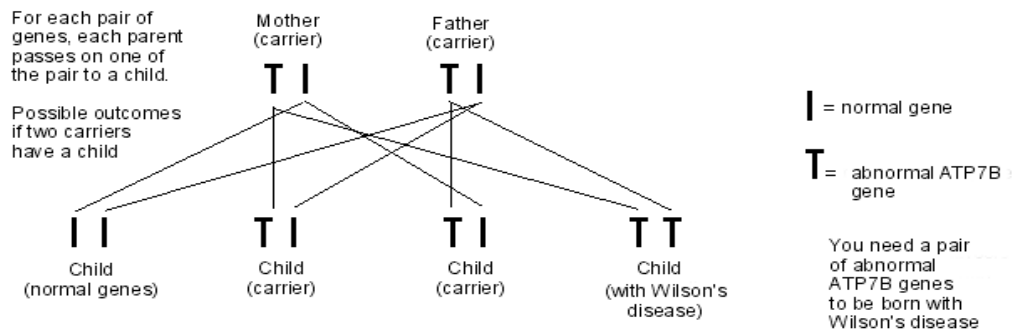 For each pair of
genes, each parent
passes on one of
the pair to a child.
Possible outcomes
if two carriers
have a child
Mother
(carrier)
Father
(carrier)
T I
T I
I I
T I
T I
T T
Child
(normal genes)
Child
(carrier)
Child
(carrier)
Child
(with Wilson's
disease)
I = normal gene
T = abnormal ATP7B
gene
You need a pair
of abnormal
ATP7B genes
to be born with
Wilson's disease